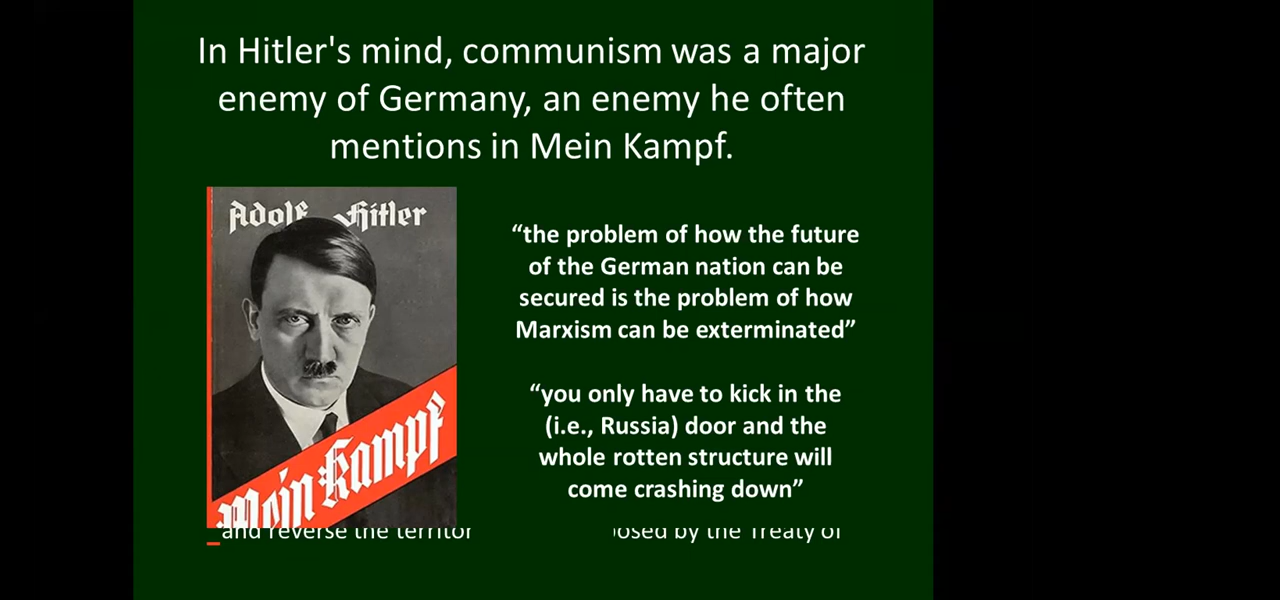 In Hitler's mind, communism was a major
enemy of Germany, an enemy he often
mentions in Mein Kampf.
Adolf Hitler
Mein Kampf
“the problem of how the future
of the German nation can be
secured is the problem of how
Marxism can be exterminated”
“you only have to kick in the
(i.e., Russia) door and the
whole rotten structure will
come crashing down”
and reverse the by the Treaty of